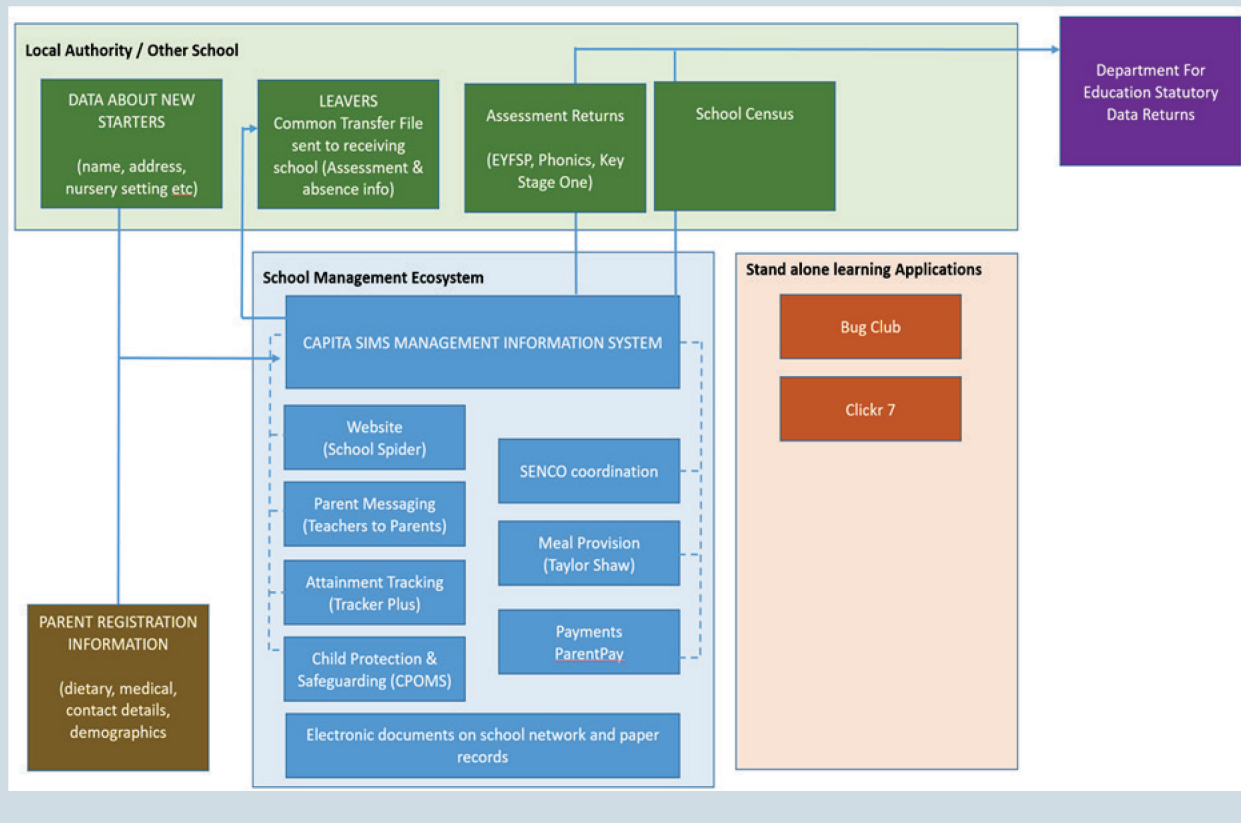 Local Authority / Other School
DATA ABOUT NEW
STARTERS
(name, address,
nursery setting etc)
LEAVERS
Common Transfer File
sent to receiving
school (Assessment &
absence info)
Assessment Returns
(EYFSP, Phonics, Key
Stage One)
School Census
Department For
Education Statutory
Data Returns
School Management Ecosystem
CAPITA SIMS MANAGEMENT INFORMATION SYSTEM
Website
(School Spider)
Parent Messaging
(Teachers to Parents)
Attainment Tracking
(Tracker Plus)
Child Protection &
Safeguarding (CPOMS)
SENCO coordination
Meal Provision
(Taylor Shaw)
Payments
ParentPay
Electronic documents on school network and paper
records
Stand alone learning Applications
Bug Club
Clickr 7
PARENT REGISTRATION
INFORMATION
(dietary, medical,
contact details,
demographics